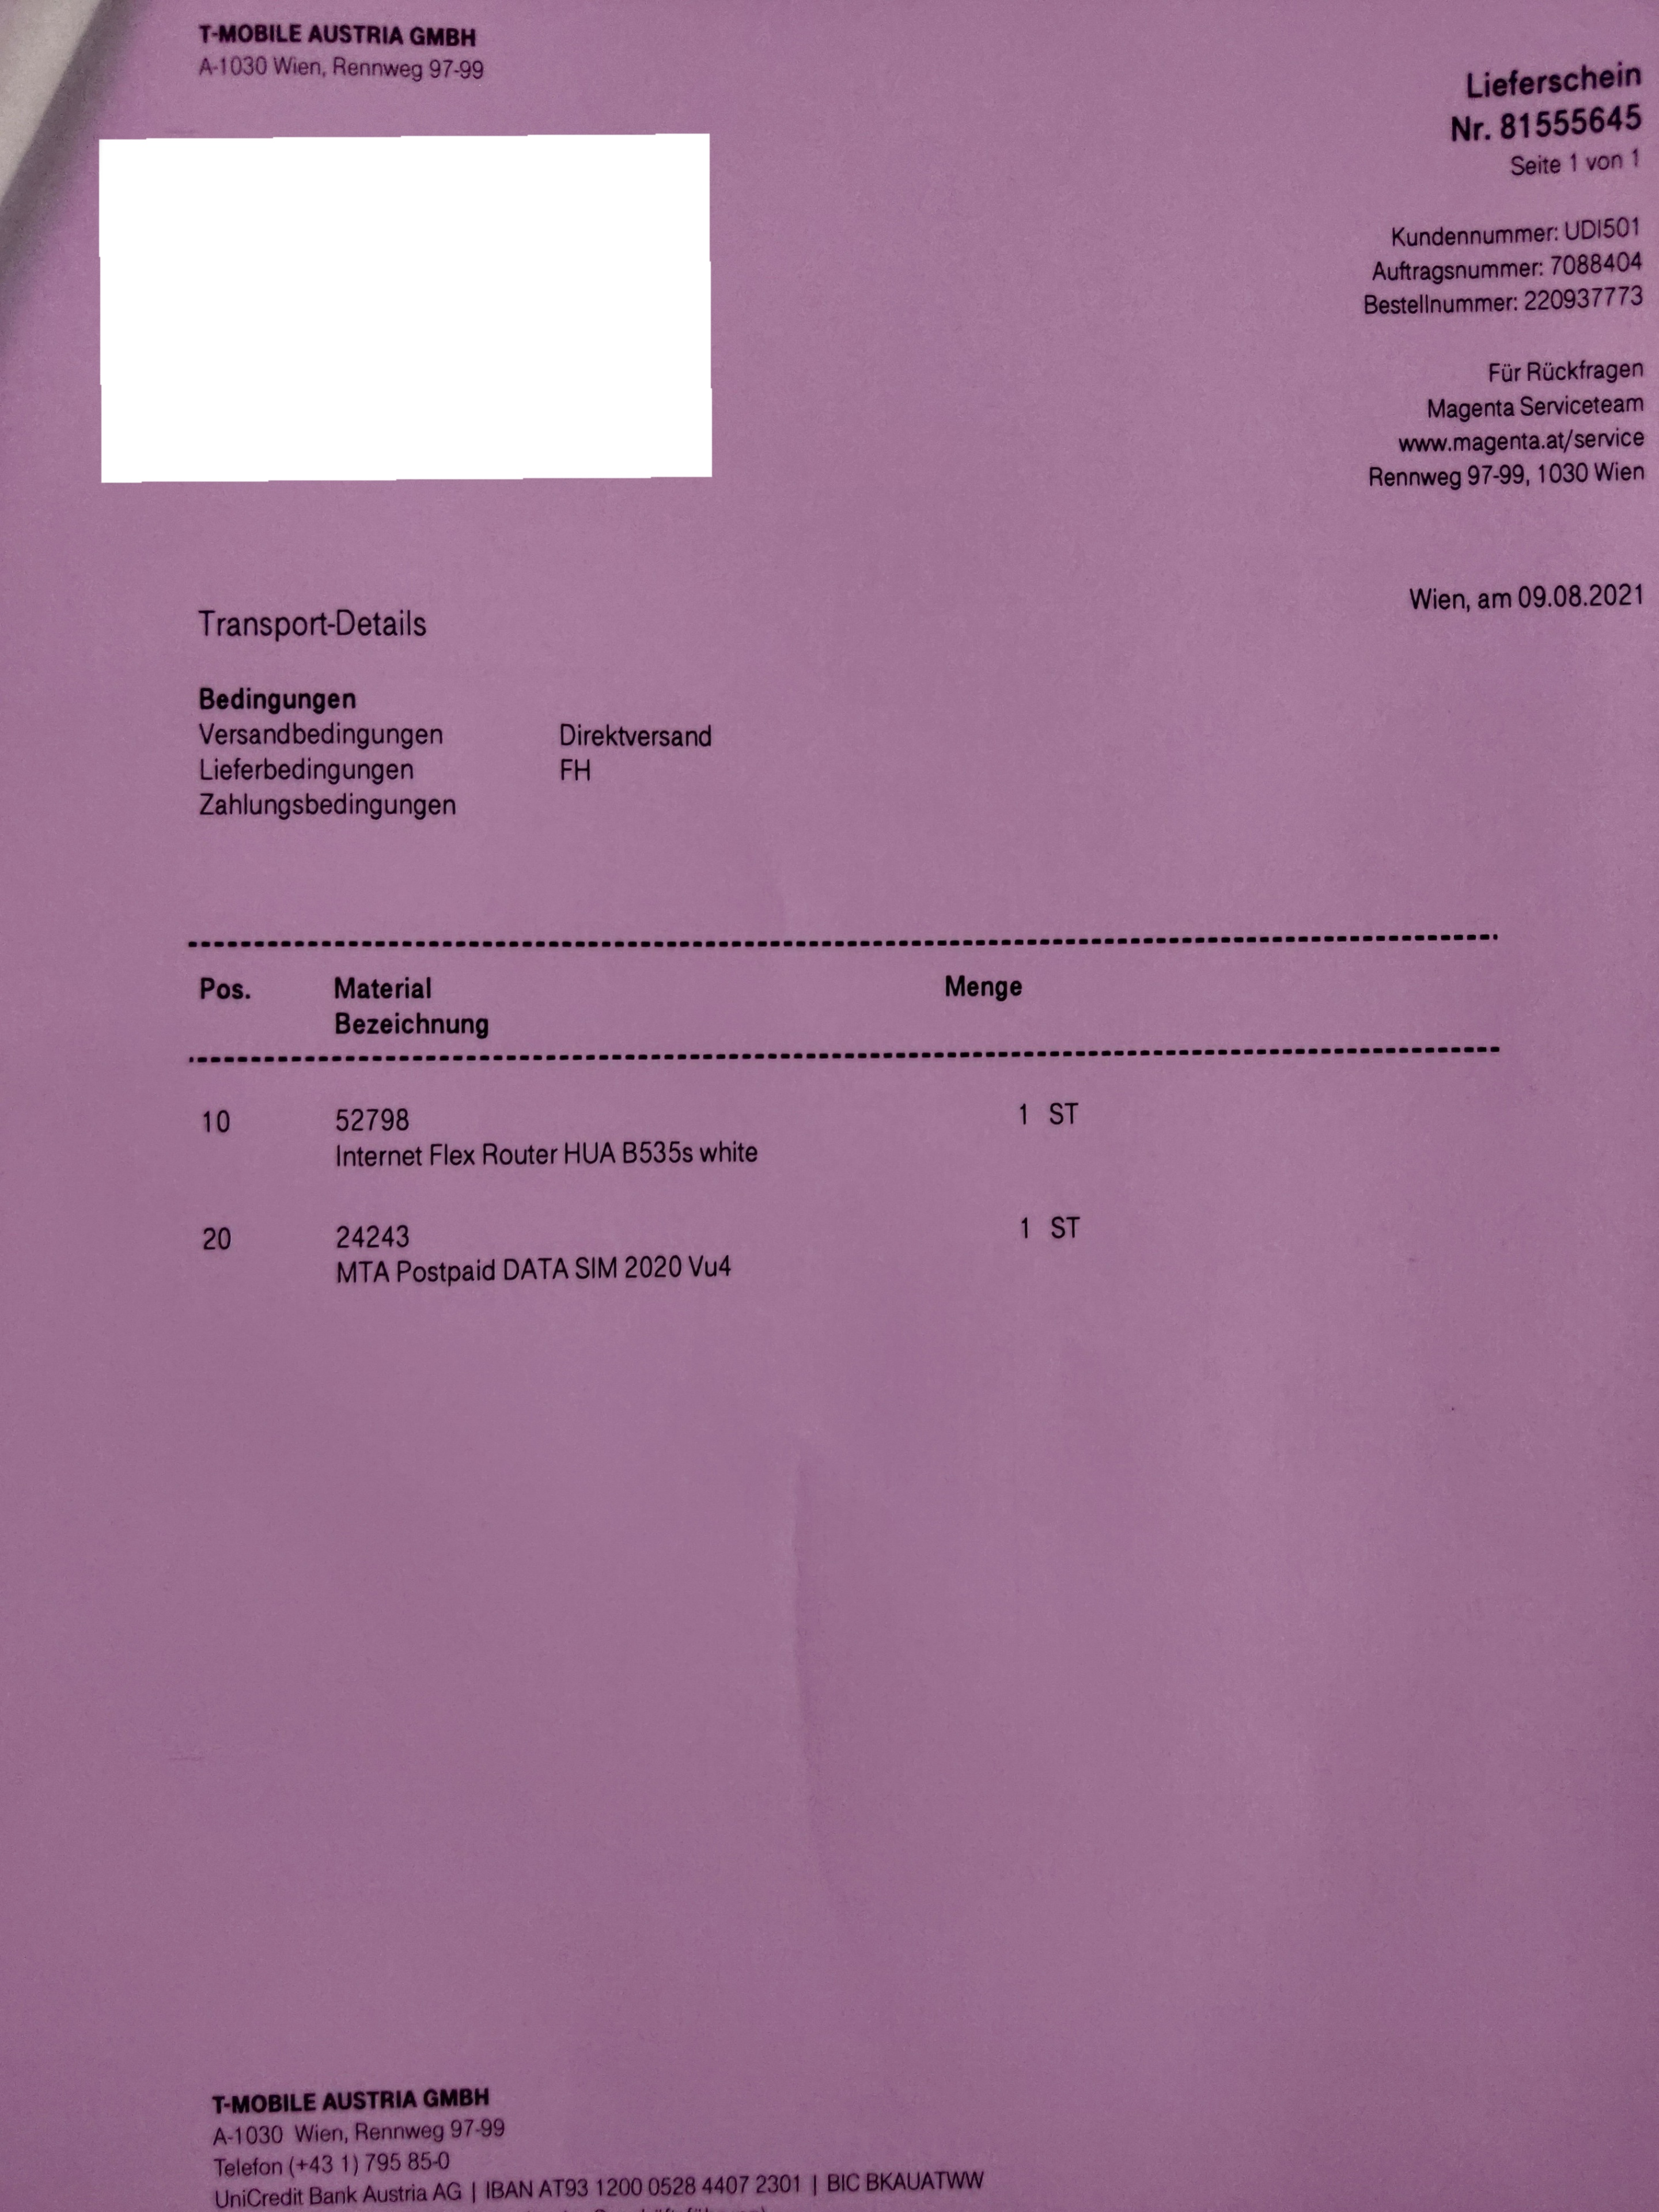 T-MOBILE AUSTRIA GMBH
A-1030 Wien, Rennweg 97-99
Lieferschein
Nr. 81555645
Seite 1 von 1
Kundennummer: UDI501
Auftragsnummer: 7088404
Bestellnummer: 220937773
Für Rückfragen
Magenta Serviceteam
www.magenta.at/service
Rennweg 97-99, 1030 Wien
Wien, am 09.08.2021
Transport-Details
Bedingungen
Versandbedingungen Direktversand
Lieferbedingungen FH
Zahlungsbedingungen
Pos. Material Menge
Bezeichnung
10 52798 1 ST
Internet Flex Router HUA B535s white
20 24243 1 ST
MTA Postpaid DATA SIM 2020 Vu4
T-MOBILE AUSTRIA GMBH
A-1030 Wien, Rennweg 97-99
Telefon (+43 1) 795 85-0
UniCredit Bank Austria AG | IBAN AT93 1200 0528 4407 2301 | BIC BKAUATWW